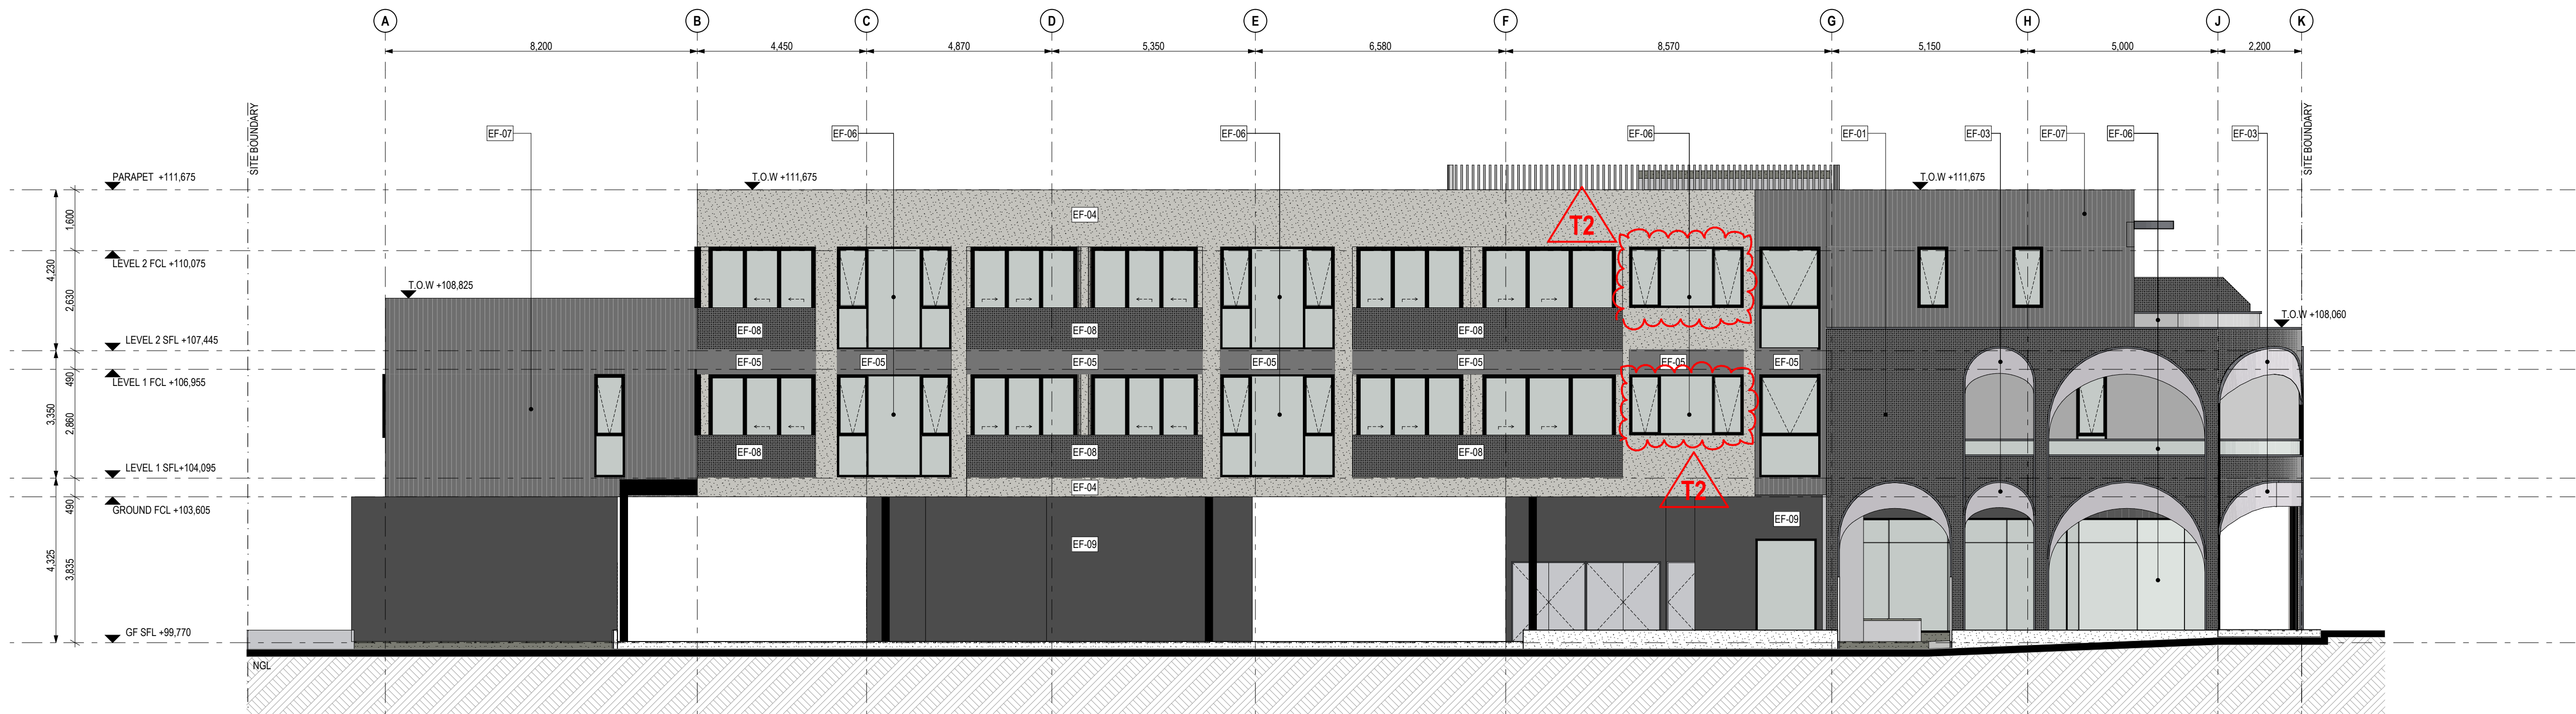 A B C D E F G H J K
8,200 4,450 4,870 5,350 6,580 8,570 5,150 5,000 2,200
SITE BOUNDARY
SITE BOUNDARY
EF-07 EF-06 EF-06 EF-06 EF-01 EF-03 EF-07 EF-06 EF-03
PARAPET +111,675
T.O.W +111,675
T.O.W +111,675
1,600
EF-04
T2
4,230
LEVEL 2 FCL +110,075
2,630
T.O.W +108,825
T.O.W +108,060
EF-08 EF-08 EF-08
LEVEL 2 SFL +107,445
EF-05 EF-05 EF-05 EF-05 EF-05 EF-05 EF-05
490
LEVEL 1 FCL +106,955
3,350
2,860
EF-08 EF-08 EF-08
LEVEL 1 SFL+104,095
EF-04
T2
490
GROUND FCL +103,605
EF-09
EF-09
4,325
3,835
GF SFL +99,770
NGL